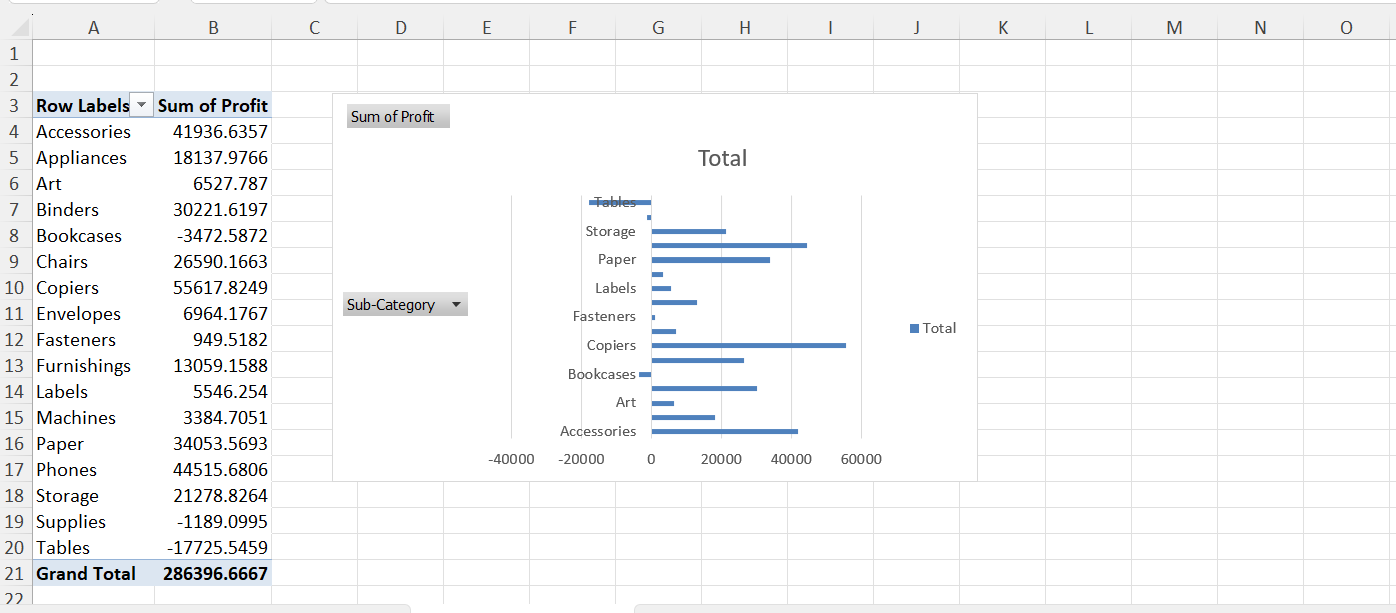 A B C D E F G H I J K L M N O
1
2
3 Row Labels Sum of Profit
4 Accessories 41936.6357
5 Appliances 18137.9766
6 Art 6527.787
7 Binders 30221.6197
8 Bookcases -3472.5872
9 Chairs 26590.1663
10 Copiers 55617.8249
11 Envelopes 6964.1767
12 Fasteners 949.5182
13 Furnishings 13059.1588
14 Labels 5546.254
15 Machines 3384.7051
16 Paper 34053.5693
17 Phones 44515.6806
18 Storage 21278.8264
19 Supplies -1189.0995
20 Tables -17725.5459
21 Grand Total 286396.6667
22
Sum of Profit
Total
Tables
Storage
Paper
Labels
Sub-Category
Fasteners
Total
Copiers
Bookcases
Art
Accessories
-40000 -20000 0 20000 40000 60000